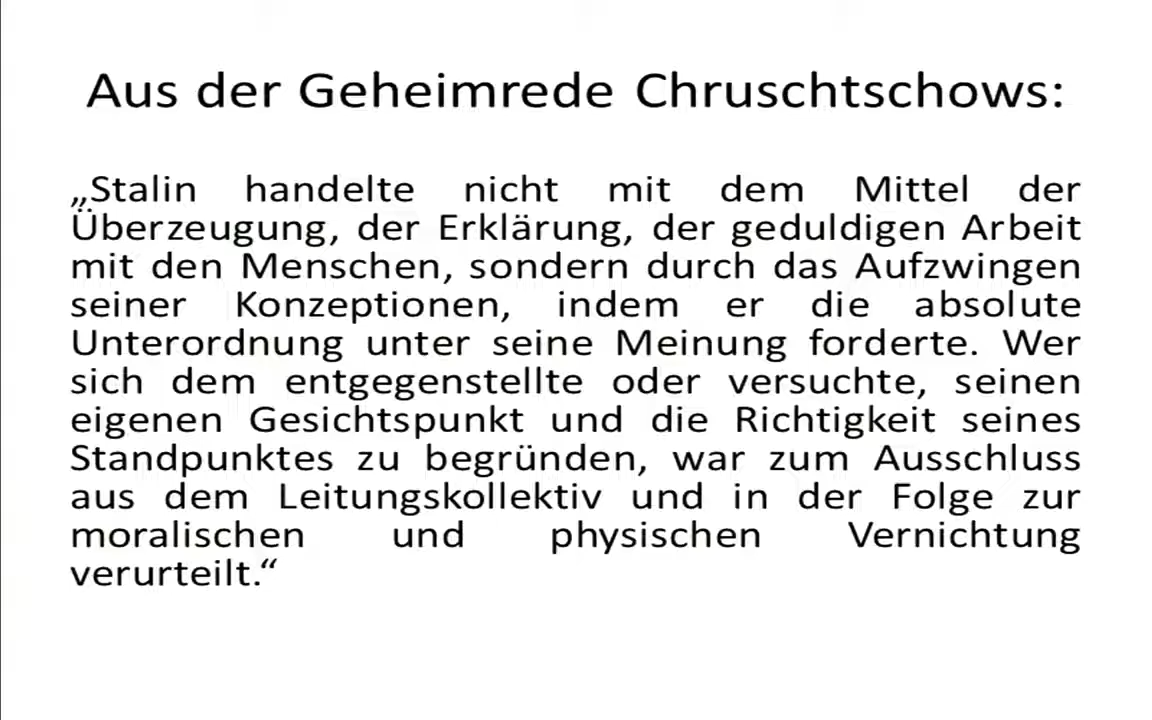 Aus der Geheimrede Chruschtschows:
„Stalin handelte nicht mit dem Mittel der
Überzeugung, der Erklärung, der geduldigen Arbeit
mit den Menschen, sondern durch das Aufzwingen
seiner Konzeptionen, indem er die absolute
Unterordnung unter seine Meinung forderte. Wer
sich dem entgegenstellte oder versuchte, seinen
eigenen Gesichtspunkt und die Richtigkeit seines
Standpunktes zu begründen, war zum Ausschluss
aus dem Leitungskollektiv und in der Folge zur
moralischen und physischen Vernichtung
verurteilt.“